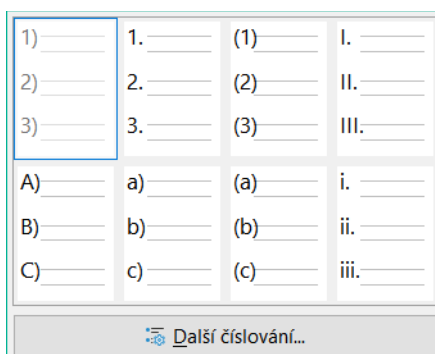 1) 1. (1) I.
2) 2. (2) II.
3) 3. (3) III.
A) a) (a) i.
B) b) (b) ii.
C) c) (c) iii.
Další číslování...